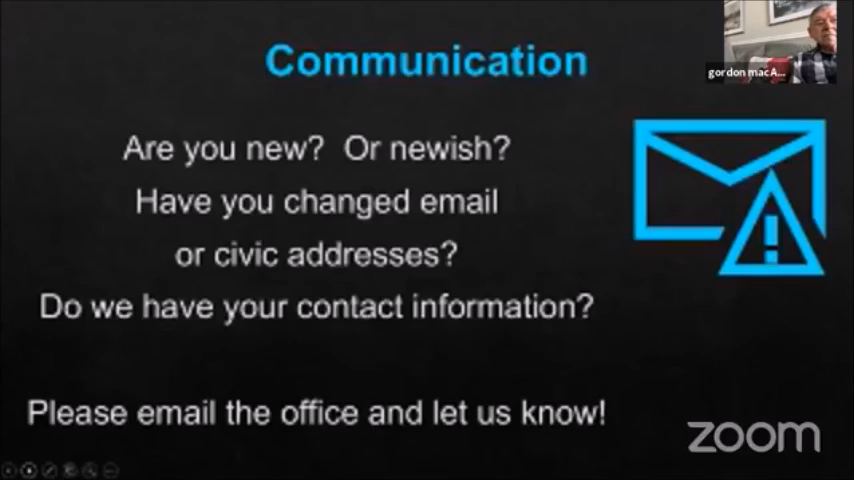 Communication
gordon mac A...
Are you new? Or newish?
Have you changed email
or civic addresses?
Do we have your contact information?
Please email the office and let us know!
zoom